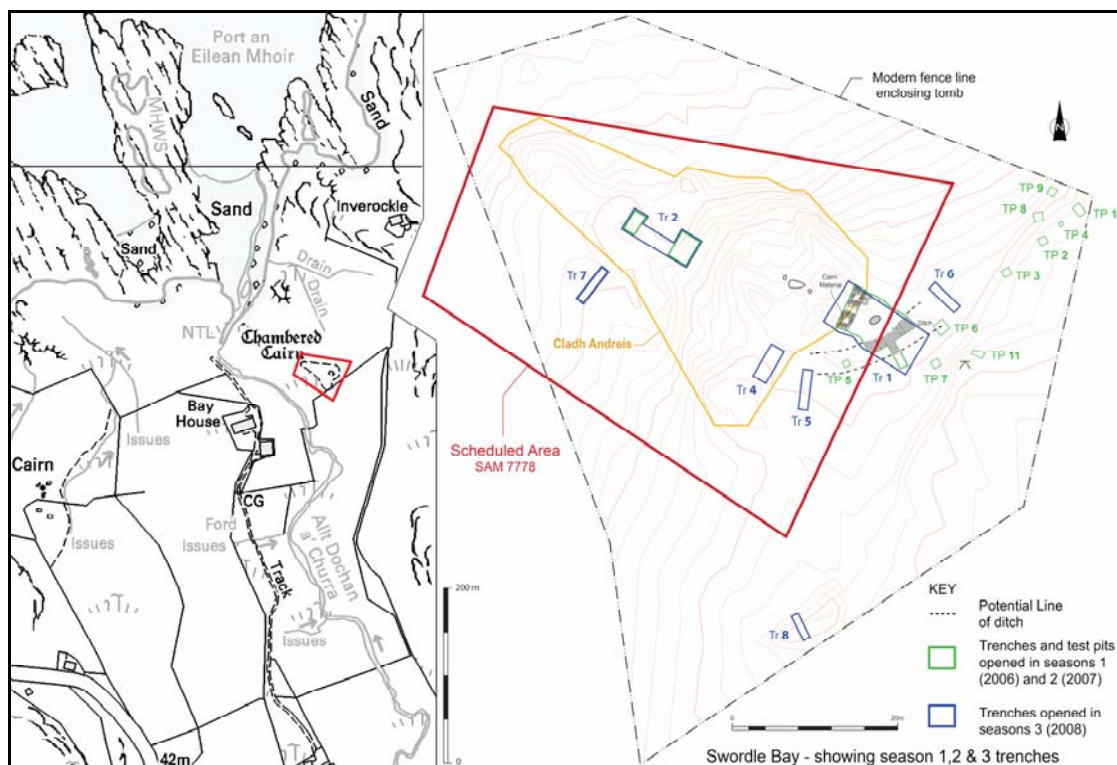 Port an
Eilean Mhoir
MHWS
Sand
Sand
Sand
Inverockle
Drain
Drain
NTLY
Chambered
Cairn
Bay
House
Issues
Cairn
CG
Ford
Issues
Issues
Track
Allt Dochan
a' Churra
Issues
200 m
0
42m
Modern fence line
enclosing tomb
N
TP 9
TP 8
TP 1
TP 4
TP 2
TP 3
Tr 2
Tr 7
Tr 6
Cairn
Material
Ditch
TP 6
Cladh Andreis
TP 11
TP 5
Tr 1
TP 7
Tr 4
Tr 5
Scheduled Area
SAM 7778
Tr 8
KEY
Potential Line
of ditch
Trenches and test pits
opened in seasons 1
(2006) and 2 (2007)
Trenches opened in
seasons 3 (2008)
0
20m
Swordle Bay - showing season 1,2 & 3 trenches